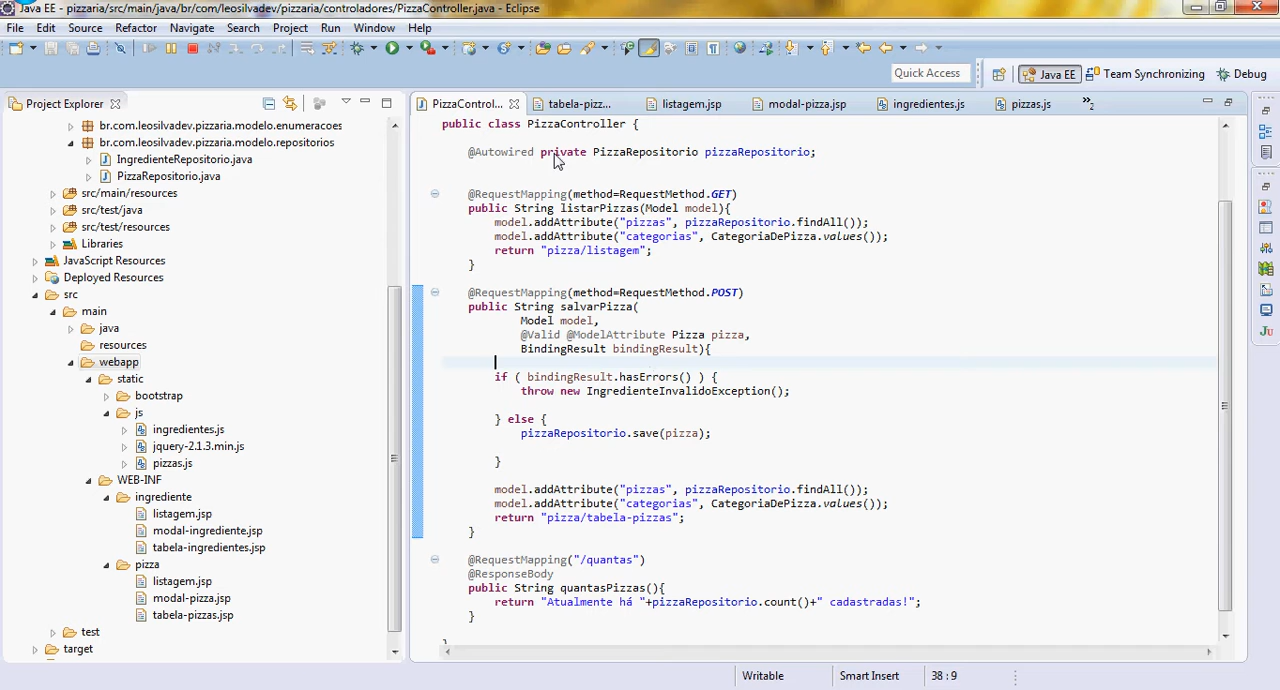 Java EE - pizzaria/src/main/java/br/com/leosilvadev/pizzaria/controladores/PizzaController.java - Eclipse
File Edit Source Refactor Navigate Search Project Run Window Help
Quick Access Java EE Team Synchronizing Debug
Project Explorer
br.com.leosilvadev.pizzaria.modelo.enumeracoes
br.com.leosilvadev.pizzaria.modelo.repositorios
IngredienteRepositorio.java
PizzaRepositorio.java
src/main/resources
src/test/java
src/test/resources
Libraries
JavaScript Resources
Deployed Resources
src
main
java
resources
webapp
static
bootstrap
js
ingredientes.js
jquery-2.1.3.min.js
pizzas.js
WEB-INF
ingrediente
listagem.jsp
modal-ingrediente.jsp
tabela-ingredientes.jsp
pizza
listagem.jsp
modal-pizza.jsp
tabela-pizzas.jsp
test
target
PizzaControl... tabela-pizz... listagem.jsp modal-pizza.jsp ingredientes.js pizzas.js »2
public class PizzaController {
@Autowired private PizzaRepositorio pizzaRepositorio;
@RequestMapping(method=RequestMethod.GET)
public String listarPizzas(Model model){
model.addAttribute("pizzas", pizzaRepositorio.findAll());
model.addAttribute("categorias", CategoriaDePizza.values());
return "pizza/listagem";
}
@RequestMapping(method=RequestMethod.POST)
public String salvarPizza(
Model model,
@Valid @ModelAttribute Pizza pizza,
BindingResult bindingResult){
if ( bindingResult.hasErrors() ) {
throw new IngredienteInvalidoException();
} else {
pizzaRepositorio.save(pizza);
}
model.addAttribute("pizzas", pizzaRepositorio.findAll());
model.addAttribute("categorias", CategoriaDePizza.values());
return "pizza/tabela-pizzas";
}
@RequestMapping("/quantas")
@ResponseBody
public String quantasPizzas(){
return "Atualmente há "+pizzaRepositorio.count()+" cadastradas!";
}
Writable Smart Insert 38 : 9